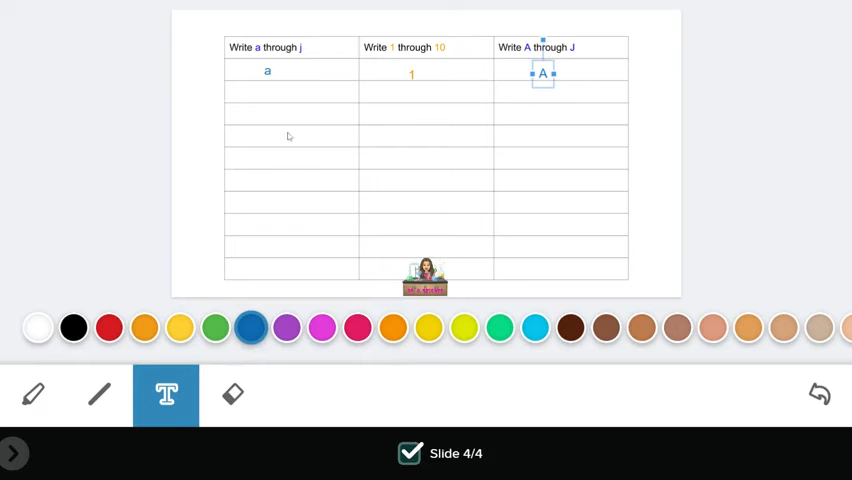 Write a through j
Write 1 through 10
Write A through J
a
1
A
T
Slide 4/4